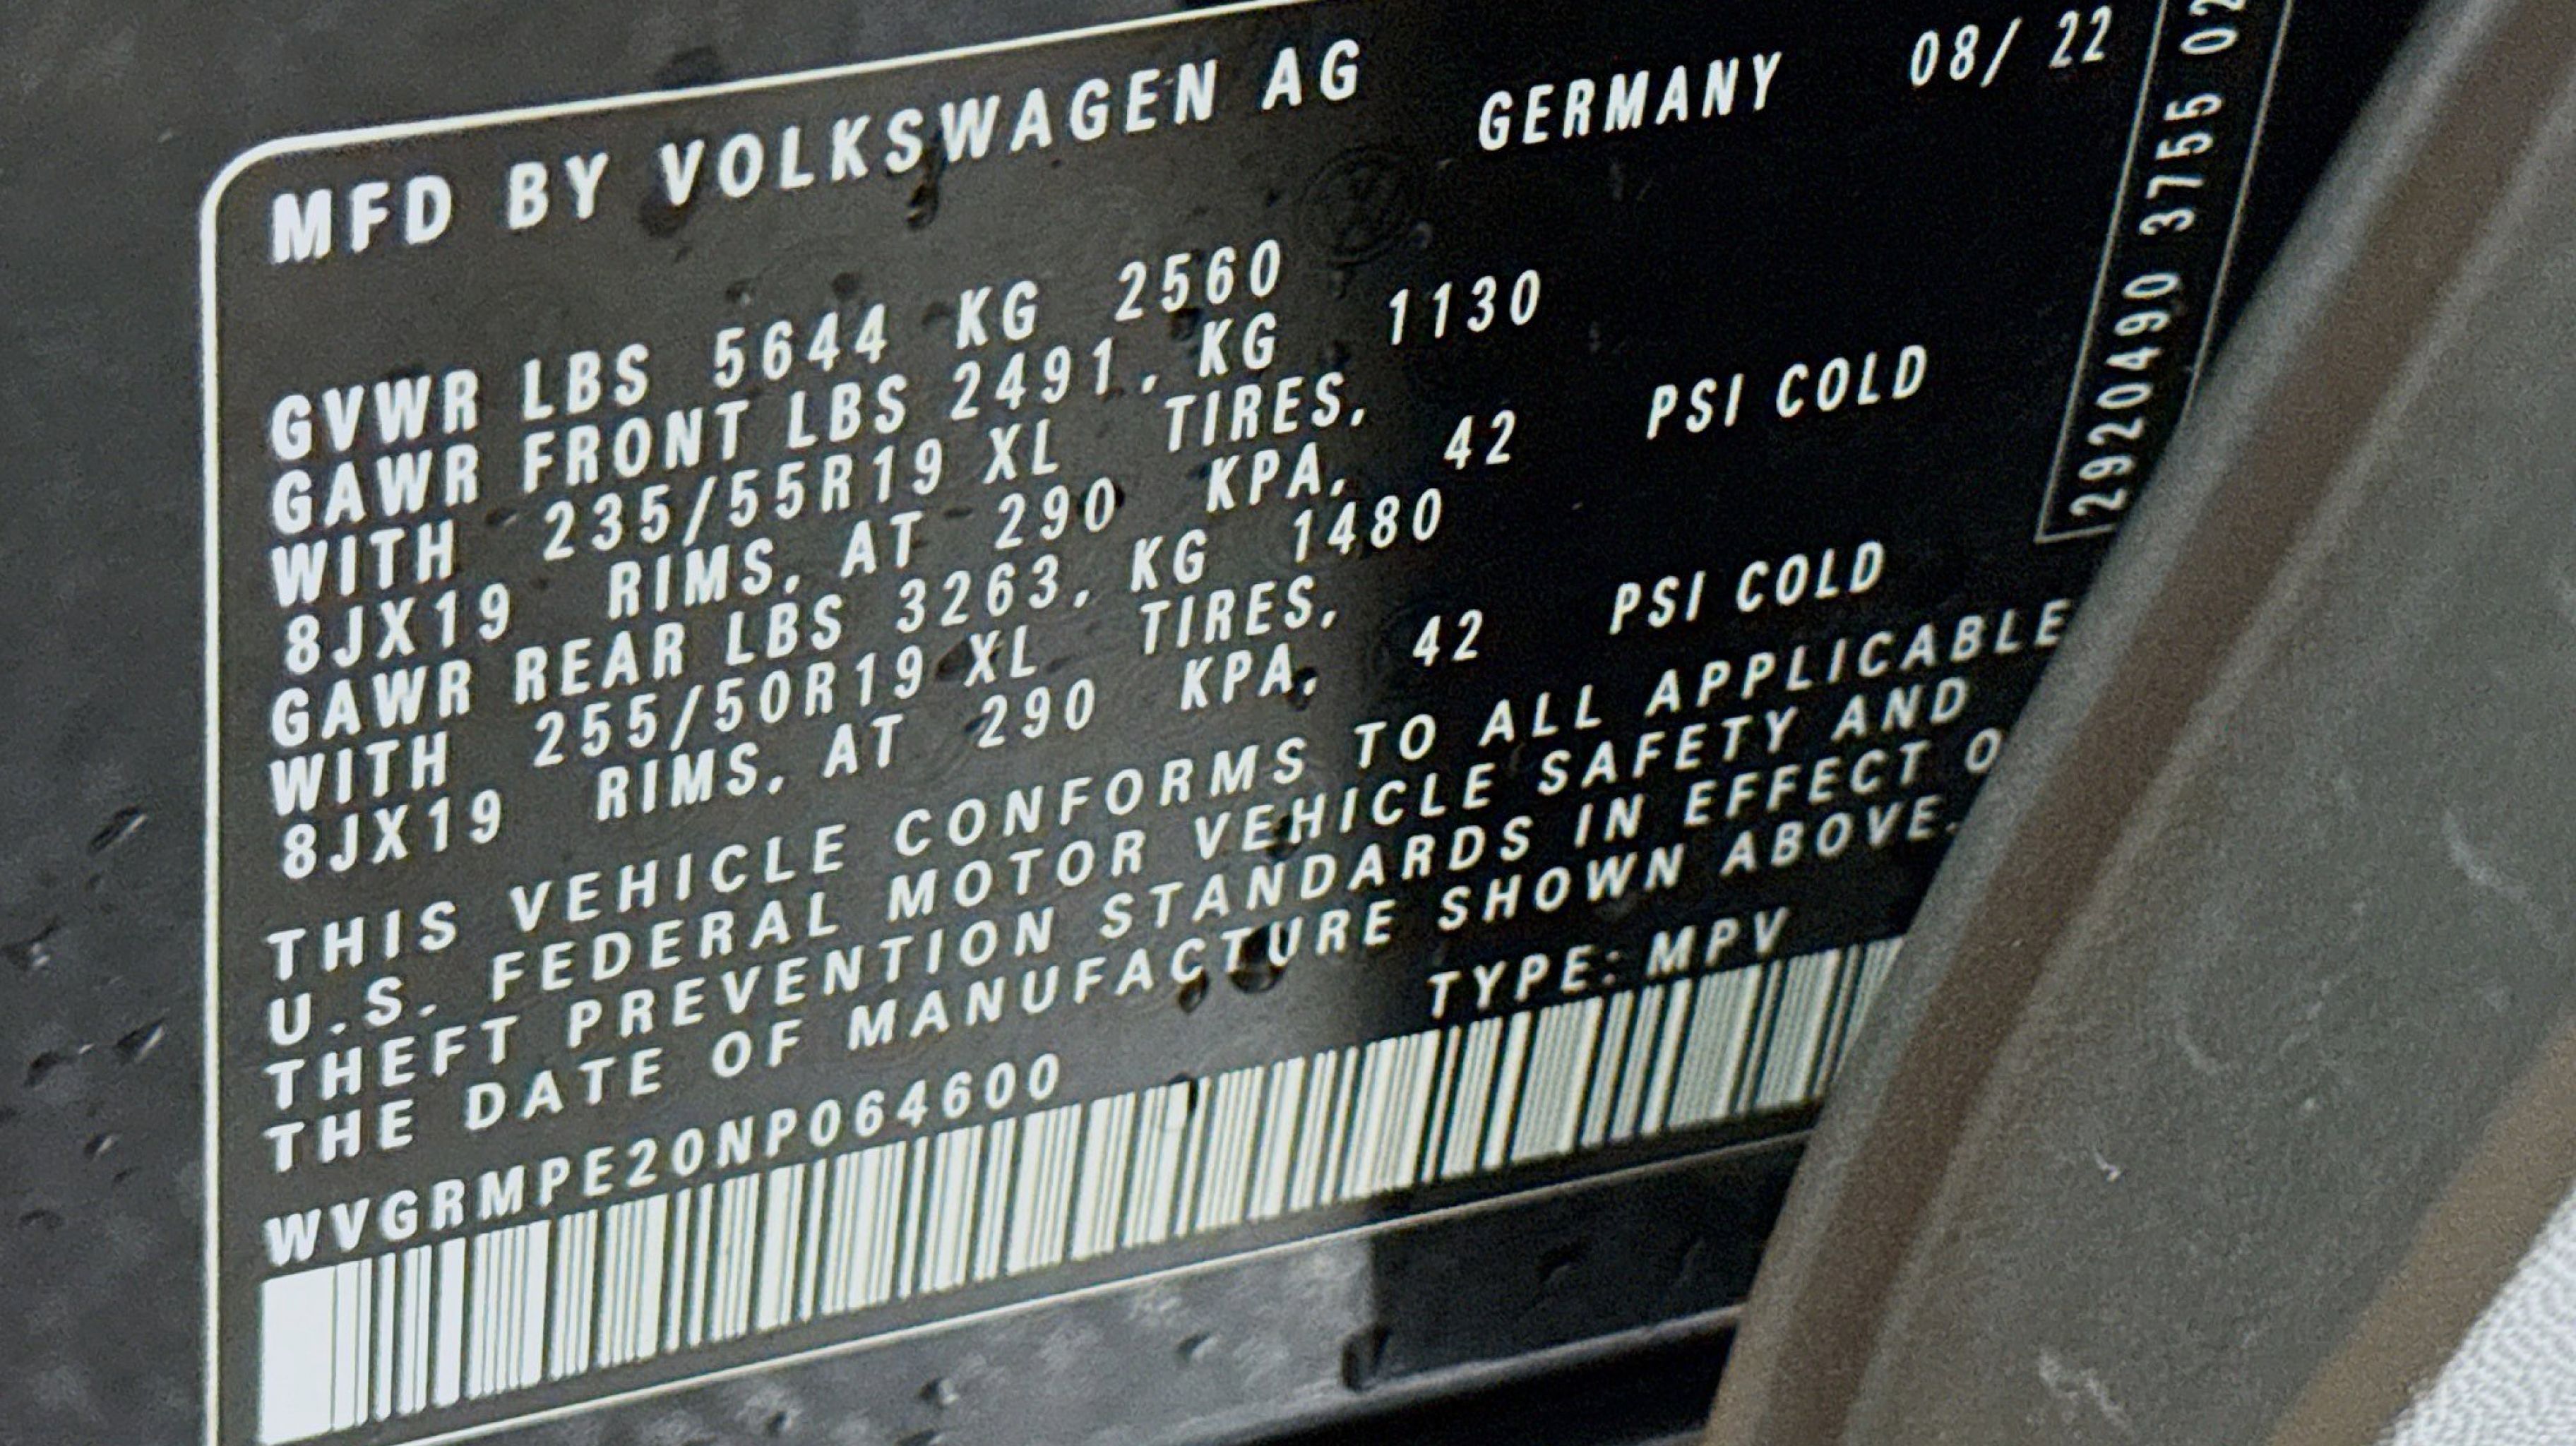 MFD BY VOLKSWAGEN AG GERMANY 08/ 22
GVWR LBS 5644 KG 2560
GAWR FRONT LBS 2491, KG 1130
WITH 235/55R19 XL TIRES,
8JX19 RIMS, AT 290 KPA, 42 PSI COLD
GAWR REAR LBS 3263, KG 1480
WITH 255/50R19 XL TIRES,
8JX19 RIMS, AT 290 KPA, 42 PSI COLD
THIS VEHICLE CONFORMS TO ALL APPLICABLE
U.S. FEDERAL MOTOR VEHICLE SAFETY AND
THEFT PREVENTION STANDARDS IN EFFECT
THE DATE OF MANUFACTURE SHOWN ABOVE.
WVGRMPE20NP064600 TYPE: MPV
2920490 3755 02